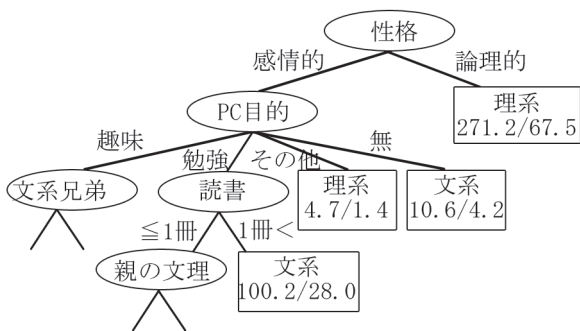 性格
感情的
論理的
PC目的
理系
271.2/67.5
趣味
勉強
その他
無
文系兄弟
読書
理系
4.7/1.4
文系
10.6/4.2
≦1冊
1冊<
親の文理
文系
100.2/28.0